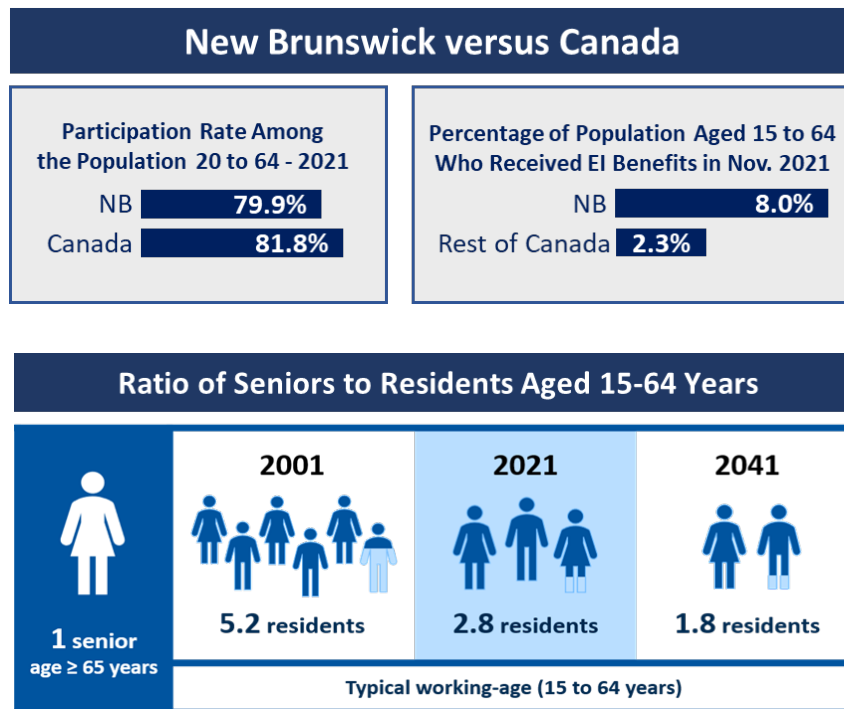 New Brunswick versus Canada
Participation Rate Among
the Population 20 to 64 - 2021
NB 79.9%
Canada 81.8%
Percentage of Population Aged 15 to 64
Who Received EI Benefits in Nov. 2021
NB 8.0%
Rest of Canada 2.3%
Ratio of Seniors to Residents Aged 15-64 Years
1 senior
age ≥ 65 years
2001
5.2 residents
2021
2.8 residents
2041
1.8 residents
Typical working-age (15 to 64 years)